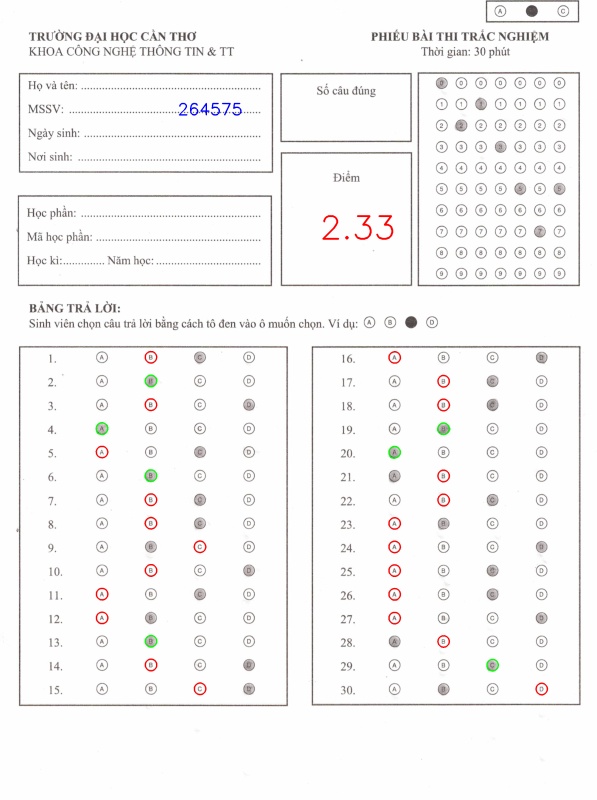 A C
TRƯỜNG ĐẠI HỌC CẦN THƠ
KHOA CÔNG NGHỆ THÔNG TIN & TT
PHIẾU BÀI THI TRẮC NGHIỆM
Thời gian: 30 phút
Họ và tên:
MSSV: 264575
Ngày sinh:
Nơi sinh:
Học phần:
Mã học phần:
Học kì: Năm học:
Số câu đúng
Điểm
2.33
0 0 0 0 0 0 0
1 1 1 1 1 1 1
2 2 2 2 2 2 2
3 3 3 3 3 3 3
4 4 4 4 4 4 4
5 5 5 5 5 5 5
6 6 6 6 6 6 6
7 7 7 7 7 7 7
8 8 8 8 8 8 8
9 9 9 9 9 9 9
BẢNG TRẢ LỜI:
Sinh viên chọn câu trả lời bằng cách tô đen vào ô muốn chọn. Ví dụ: A B D
1. A B C D
2. A B C D
3. A B C D
4. A B C D
5. A B C D
6. A B C D
7. A B C D
8. A B C D
9. A B C D
10. A B C D
11. A B C D
12. A B C D
13. A B C D
14. A B C D
15. A B C D
16. A B C D
17. A B C D
18. A B C D
19. A B C D
20. A B C D
21. A B C D
22. A B C D
23. A B C D
24. A B C D
25. A B C D
26. A B C D
27. A B C D
28. A B C D
29. A B C D
30. A B C D